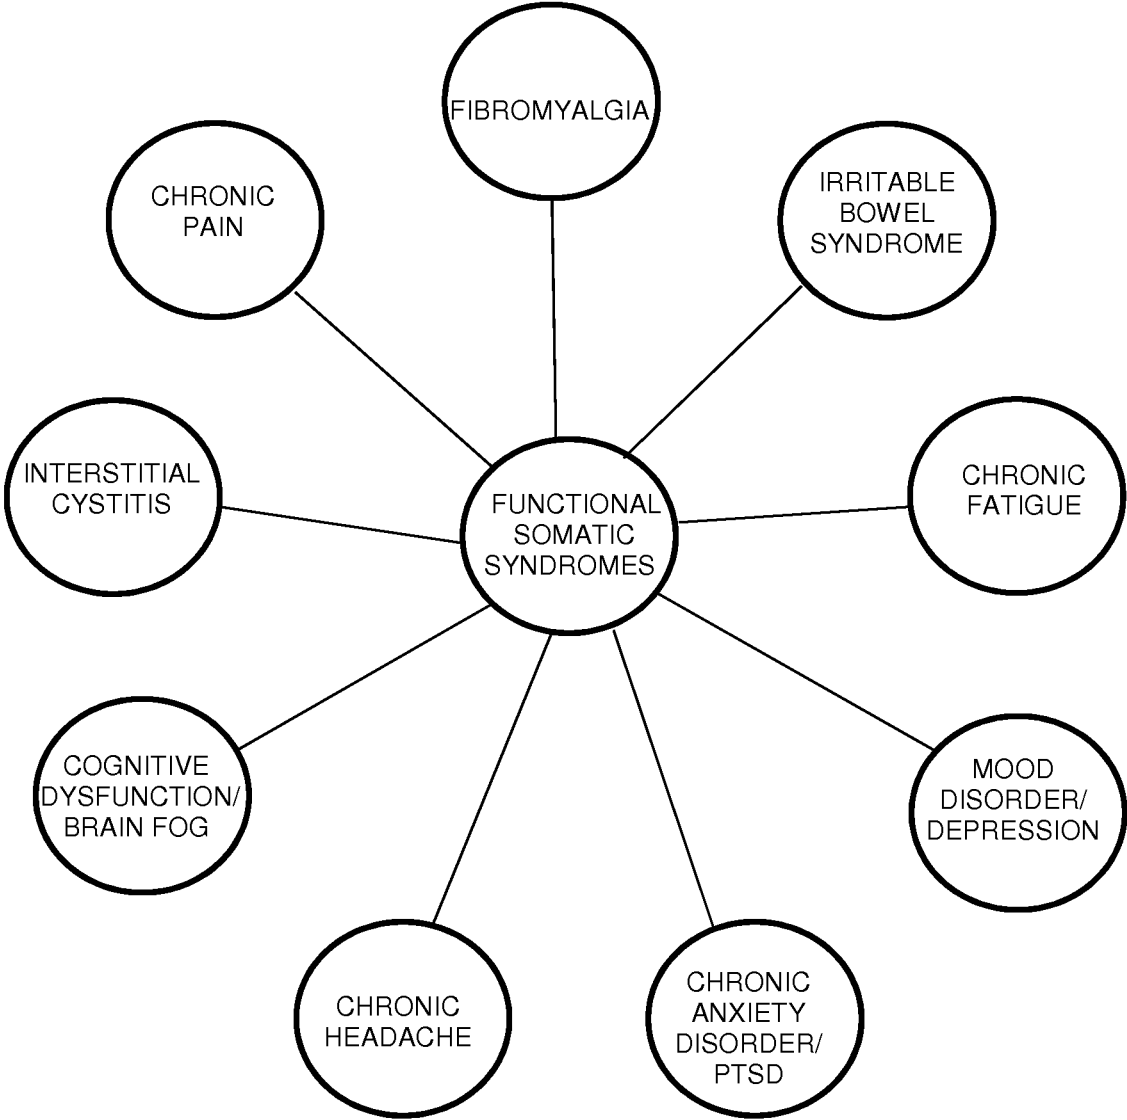 FIBROMYALGIA
CHRONIC
PAIN
IRRITABLE
BOWEL
SYNDROME
INTERSTITIAL
CYSTITIS
FUNCTIONAL
SOMATIC
SYNDROMES
CHRONIC
FATIGUE
COGNITIVE
DYSFUNCTION/
BRAIN FOG
MOOD
DISORDER/
DEPRESSION
CHRONIC
HEADACHE
CHRONIC
ANXIETY
DISORDER/
PTSD